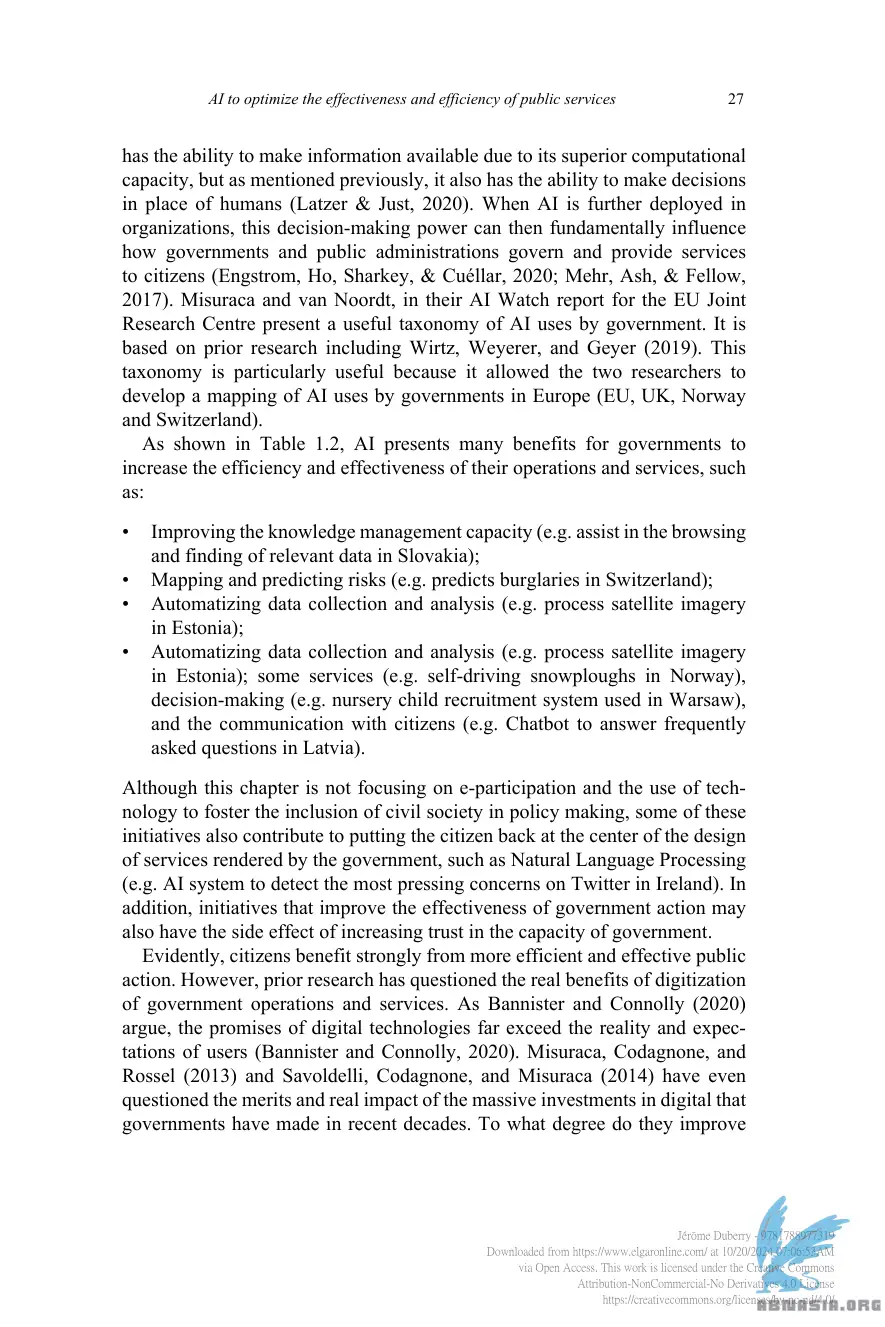 AI to optimize the effectiveness and efficiency of public services 27
has the ability to make information available due to its superior computational
capacity, but as mentioned previously, it also has the ability to make decisions
in place of humans (Latzer & Just, 2020). When AI is further deployed in
organizations, this decision-making power can then fundamentally influence
how governments and public administrations govern and provide services
to citizens (Engstrom, Ho, Sharkey, & Cuéllar, 2020; Mehr, Ash, & Fellow,
2017). Misuraca and van Noordt, in their AI Watch report for the EU Joint
Research Centre present a useful taxonomy of AI uses by government. It is
based on prior research including Wirtz, Weyerer, and Geyer (2019). This
taxonomy is particularly useful because it allowed the two researchers to
develop a mapping of AI uses by governments in Europe (EU, UK, Norway
and Switzerland).
As shown in Table 1.2, AI presents many benefits for governments to
increase the efficiency and effectiveness of their operations and services, such
as:
• Improving the knowledge management capacity (e.g. assist in the browsing
and finding of relevant data in Slovakia);
• Mapping and predicting risks (e.g. predicts burglaries in Switzerland);
• Automatizing data collection and analysis (e.g. process satellite imagery
in Estonia);
• Automatizing data collection and analysis (e.g. process satellite imagery
in Estonia); some services (e.g. self-driving snowploughs in Norway),
decision-making (e.g. nursery child recruitment system used in Warsaw),
and the communication with citizens (e.g. Chatbot to answer frequently
asked questions in Latvia).
Although this chapter is not focusing on e-participation and the use of tech-
nology to foster the inclusion of civil society in policy making, some of these
initiatives also contribute to putting the citizen back at the center of the design
of services rendered by the government, such as Natural Language Processing
(e.g. AI system to detect the most pressing concerns on Twitter in Ireland). In
addition, initiatives that improve the effectiveness of government action may
also have the side effect of increasing trust in the capacity of government.
Evidently, citizens benefit strongly from more efficient and effective public
action. However, prior research has questioned the real benefits of digitization
of government operations and services. As Bannister and Connolly (2020)
argue, the promises of digital technologies far exceed the reality and expec-
tations of users (Bannister and Connolly, 2020). Misuraca, Codagnone, and
Rossel (2013) and Savoldelli, Codagnone, and Misuraca (2014) have even
questioned the merits and real impact of the massive investments in digital that
governments have made in recent decades. To what degree do they improve
Jérôme Duberry - 9781788977319
Downloaded from https://www.elgaronline.com/ at 10/20/2024 07:06:52AM
via Open Access. This work is licensed under the Creative Commons
Attribution-NonCommercial-No Derivatives 4.0 License
https://creativecommons.org/licenses/by-nc-nd/4.0/
ABNASIA.ORG